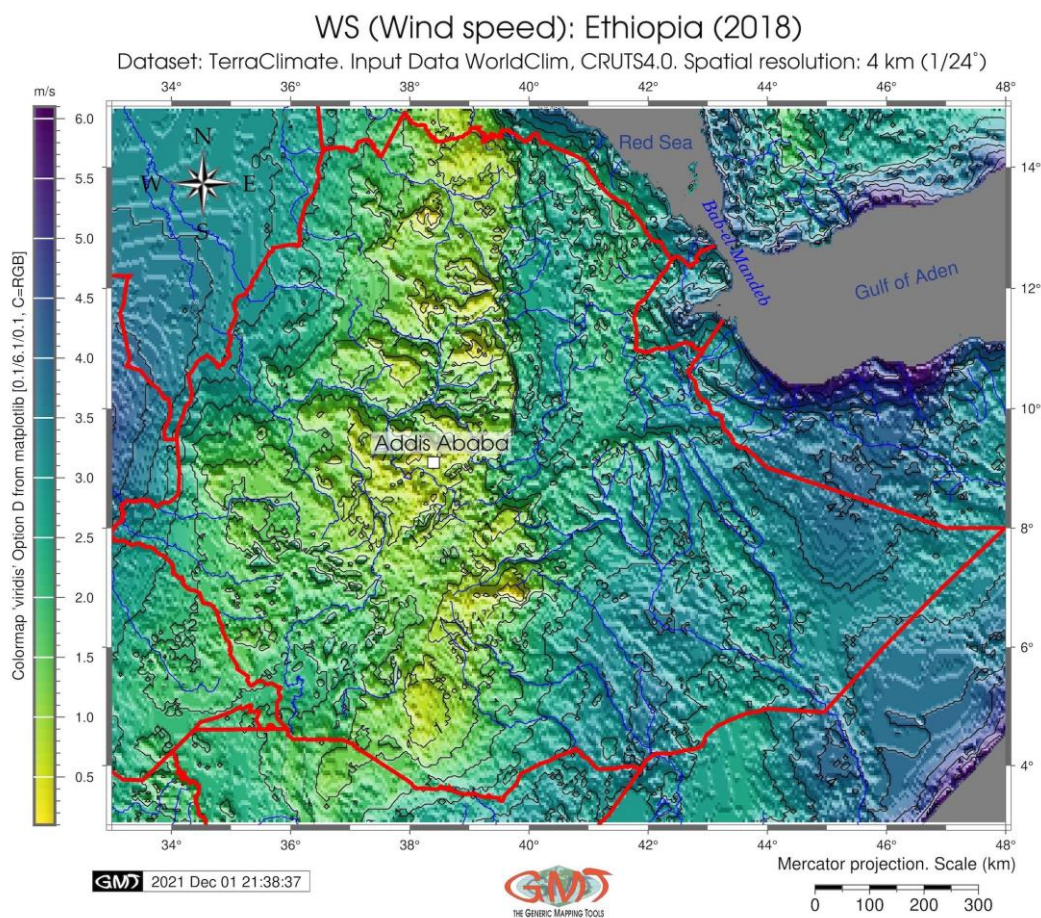 WS (Wind speed): Ethiopia (2018)
Dataset: TerraClimate. Input Data WorldClim, CRUTS4.0. Spatial resolution: 4 km (1/24°)
m/s
34° 36° 38° 40° 42° 44° 46° 48°
6.0
5.5
5.0
4.5
4.0
3.5
3.0
2.5
2.0
1.5
1.0
0.5
Colormap 'viridis' Option D from matplotlib [0.1/6.1/0.1, C=RGB]
N
W E
S
Red Sea
Bab-el-Mandeb
Gulf of Aden
Addis Ababa
14°
12°
10°
8°
6°
4°
34° 36° 38° 40° 42° 44° 46° 48°
GMT 2021 Dec 01 21:38:37
GMT
THE GENERIC MAPPING TOOLS
Mercator projection. Scale (km)
0 100 200 300